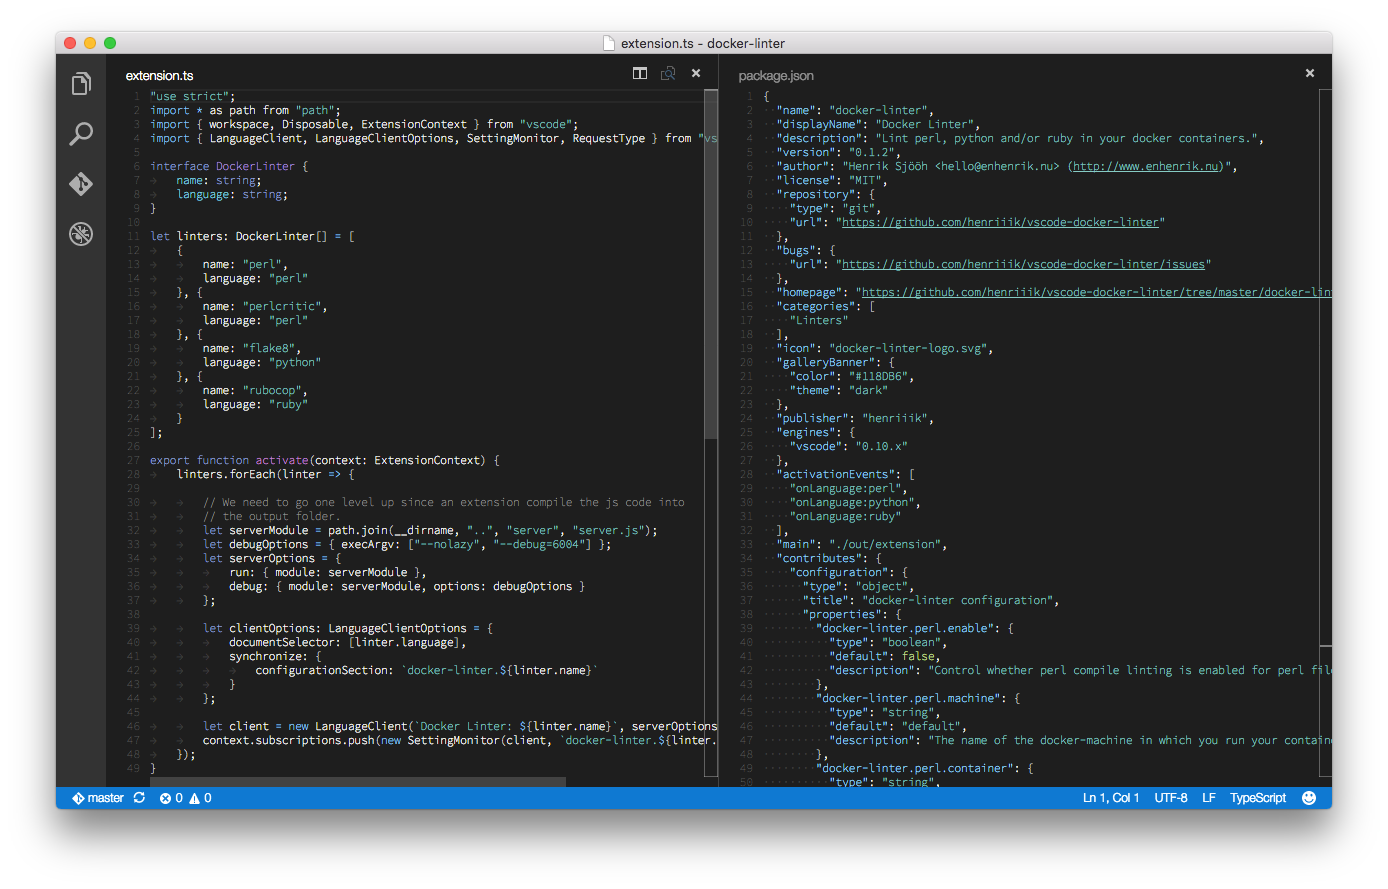 extension.ts - docker-linter
extension.ts
1 "use strict";
2 import * as path from "path";
3 import { workspace, Disposable, ExtensionContext } from "vscode";
4 import { LanguageClient, LanguageClientOptions, SettingMonitor, RequestType } from "vs
5
6 interface DockerLinter {
7 name: string;
8 language: string;
9 }
10
11 let linters: DockerLinter[] = [
12 {
13 name: "perl",
14 language: "perl"
15 }, {
16 name: "perlcritic",
17 language: "perl"
18 }, {
19 name: "flake8",
20 language: "python"
21 }, {
22 name: "rubocop",
23 language: "ruby"
24 }
25 ];
26
27 export function activate(context: ExtensionContext) {
28 linters.forEach(linter => {
29
30 // We need to go one level up since an extension compile the js code into
31 // the output folder.
32 let serverModule = path.join(__dirname, "..", "server", "server.js");
33 let debugOptions = { execArgv: ["--nolazy", "--debug=6004"] };
34 let serverOptions = {
35 run: { module: serverModule },
36 debug: { module: serverModule, options: debugOptions }
37 };
38
39 let clientOptions: LanguageClientOptions = {
40 documentSelector: [linter.language],
41 synchronize: {
42 configurationSection: `docker-linter.${linter.name}`
43 }
44 };
45
46 let client = new LanguageClient(`Docker Linter: ${linter.name}`, serverOptions
47 context.subscriptions.push(new SettingMonitor(client, `docker-linter.${linter.
48 });
49 }
package.json
1 {
2 "name": "docker-linter",
3 "displayName": "Docker Linter",
4 "description": "Lint perl, python and/or ruby in your docker containers.",
5 "version": "0.1.2",
6 "author": "Henrik Sjööh <hello@enhenrik.nu> (http://www.enhenrik.nu)",
7 "license": "MIT",
8 "repository": {
9 "type": "git",
10 "url": "https://github.com/henriiik/vscode-docker-linter"
11 },
12 "bugs": {
13 "url": "https://github.com/henriiik/vscode-docker-linter/issues"
14 },
15 "homepage": "https://github.com/henriiik/vscode-docker-linter/tree/master/docker-lin
16 "categories": [
17 "Linters"
18 ],
19 "icon": "docker-linter-logo.svg",
20 "galleryBanner": {
21 "color": "#118DB6",
22 "theme": "dark"
23 },
24 "publisher": "henriiik",
25 "engines": {
26 "vscode": "0.10.x"
27 },
28 "activationEvents": [
29 "onLanguage:perl",
30 "onLanguage:python",
31 "onLanguage:ruby"
32 ],
33 "main": "./out/extension",
34 "contributes": {
35 "configuration": {
36 "type": "object",
37 "title": "docker-linter configuration",
38 "properties": {
39 "docker-linter.perl.enable": {
40 "type": "boolean",
41 "default": false,
42 "description": "Control whether perl compile linting is enabled for perl fil
43 },
44 "docker-linter.perl.machine": {
45 "type": "string",
46 "default": "default",
47 "description": "The name of the docker-machine in which you run your contain
48 },
49 "docker-linter.perl.container": {
50 "type": "string",
master 0 0 Ln 1, Col 1 UTF-8 LF TypeScript